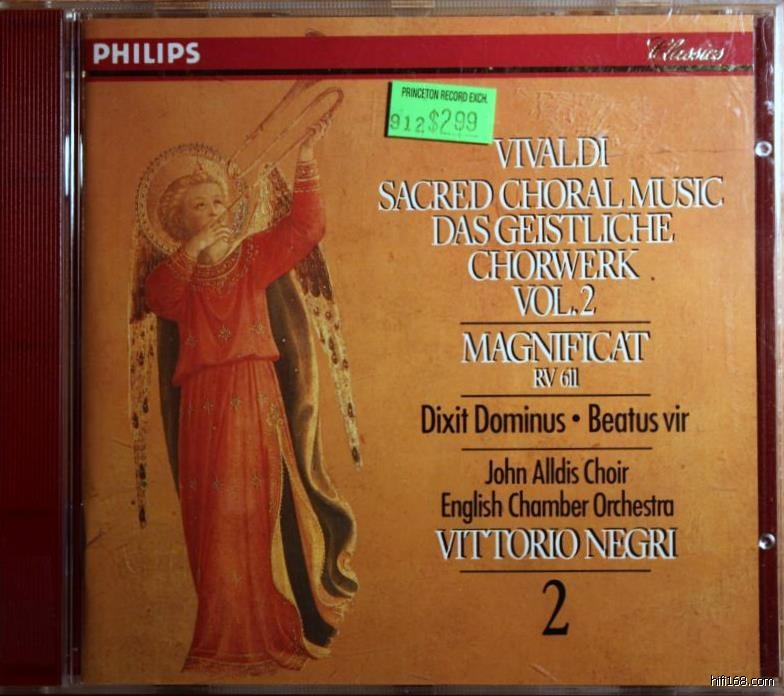 PHILIPS
Classics
PRINCETON RECORD EXCH.
912 $2.99
VIVALDI
SACRED CHORAL MUSIC
DAS GEISTLICHE
CHORWERK
VOL. 2
MAGNIFICAT
RV 611
Dixit Dominus • Beatus vir
John Alldis Choir
English Chamber Orchestra
VITTORIO NEGRI
2
hifi168.com